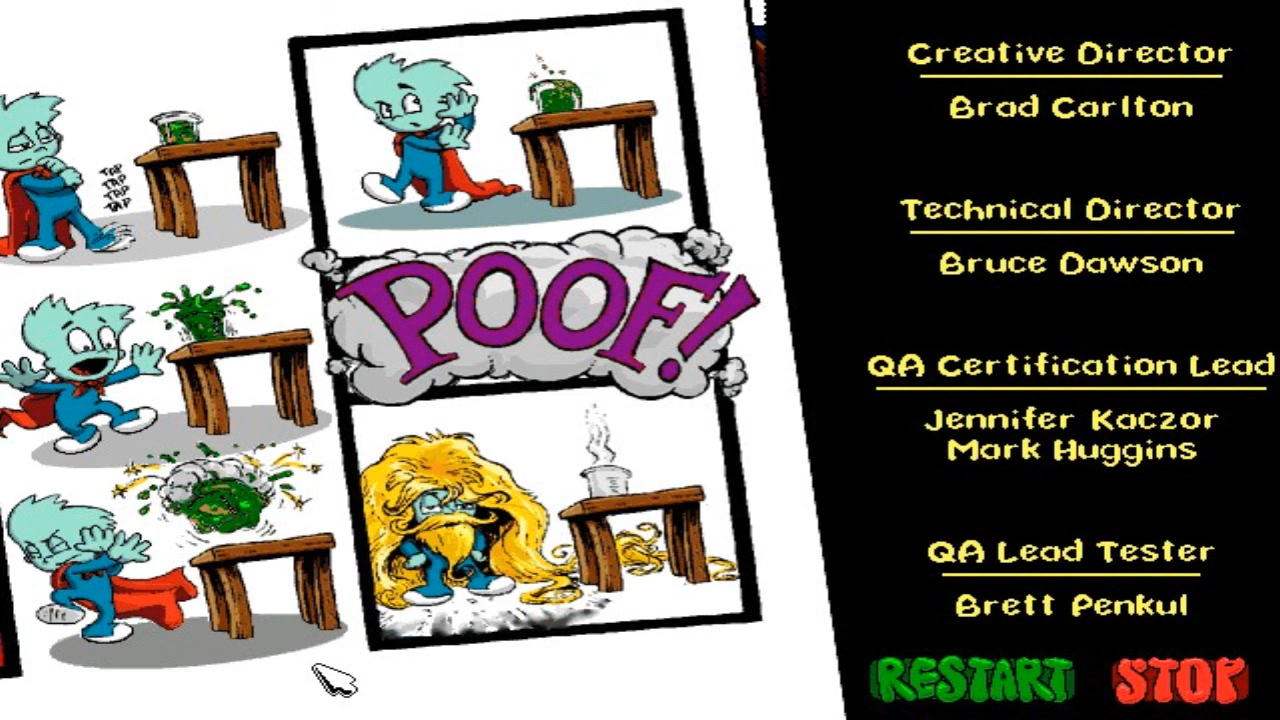 TAP
TAP
TAP
TAP
POOF!
Creative Director
Brad Carlton
Technical Director
Bruce Dawson
QA Certification Lead
Jennifer Kaczor
Mark Huggins
QA Lead Tester
Brett Penkul
RESTART STOP